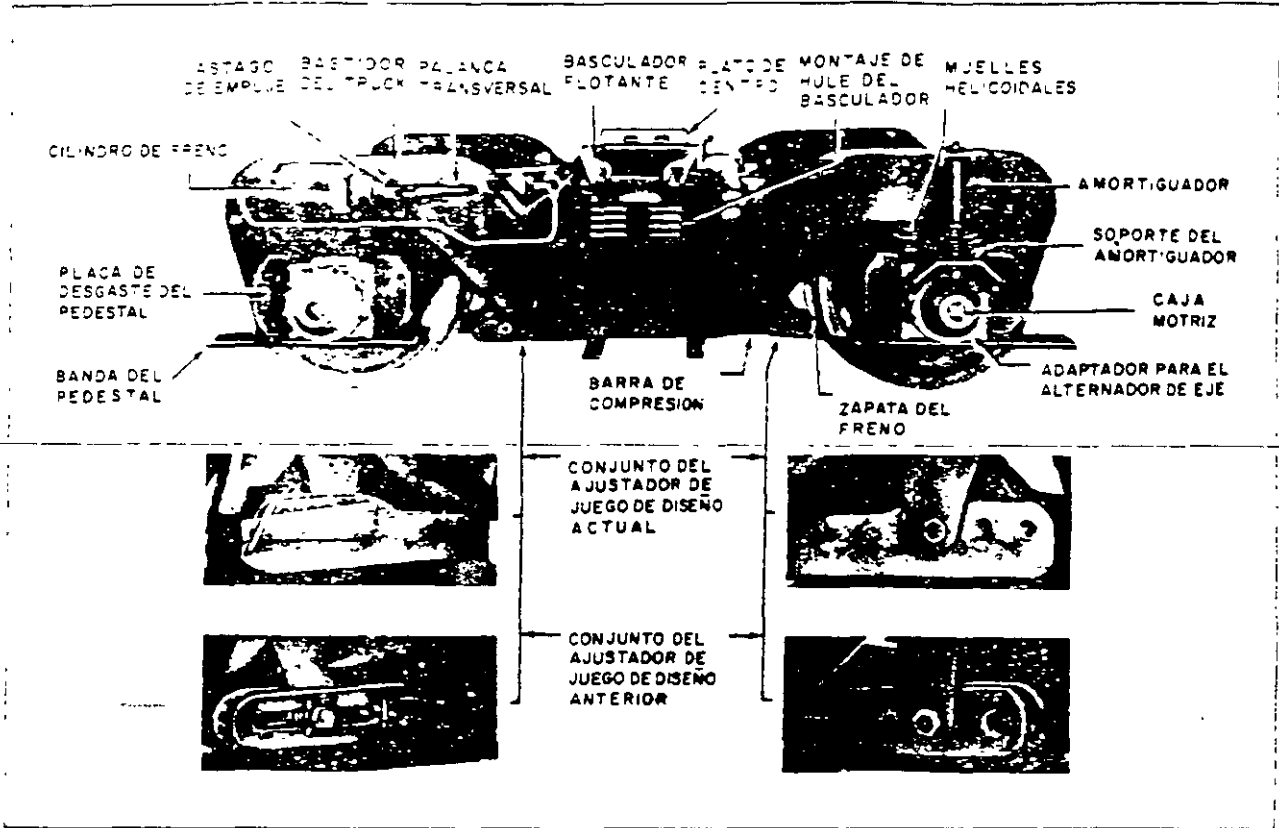 VASTAGO
DE EMPUJE
BASTIDOR
DEL TRUCK
PALANCA
TRANSVERSAL
BASCULADOR
FLOTANTE
PLATO DE
CENTRO
MONTAJE DE
HULE DEL
BASCULADOR
MUELLES
HELICOIDALES
CILINDRO DE FRENO
AMORTIGUADOR
SOPORTE DEL
AMORTIGUADOR
PLACA DE
DESGASTE DEL
PEDESTAL
CAJA
MOTRIZ
BANDA DEL
PEDESTAL
BARRA DE
COMPRESION
ZAPATA DEL
FRENO
ADAPTADOR PARA EL
ALTERNADOR DE EJE
CONJUNTO DEL
AJUSTADOR DE
JUEGO DE DISEÑO
ACTUAL
CONJUNTO DEL
AJUSTADOR DE
JUEGO DE DISEÑO
ANTERIOR